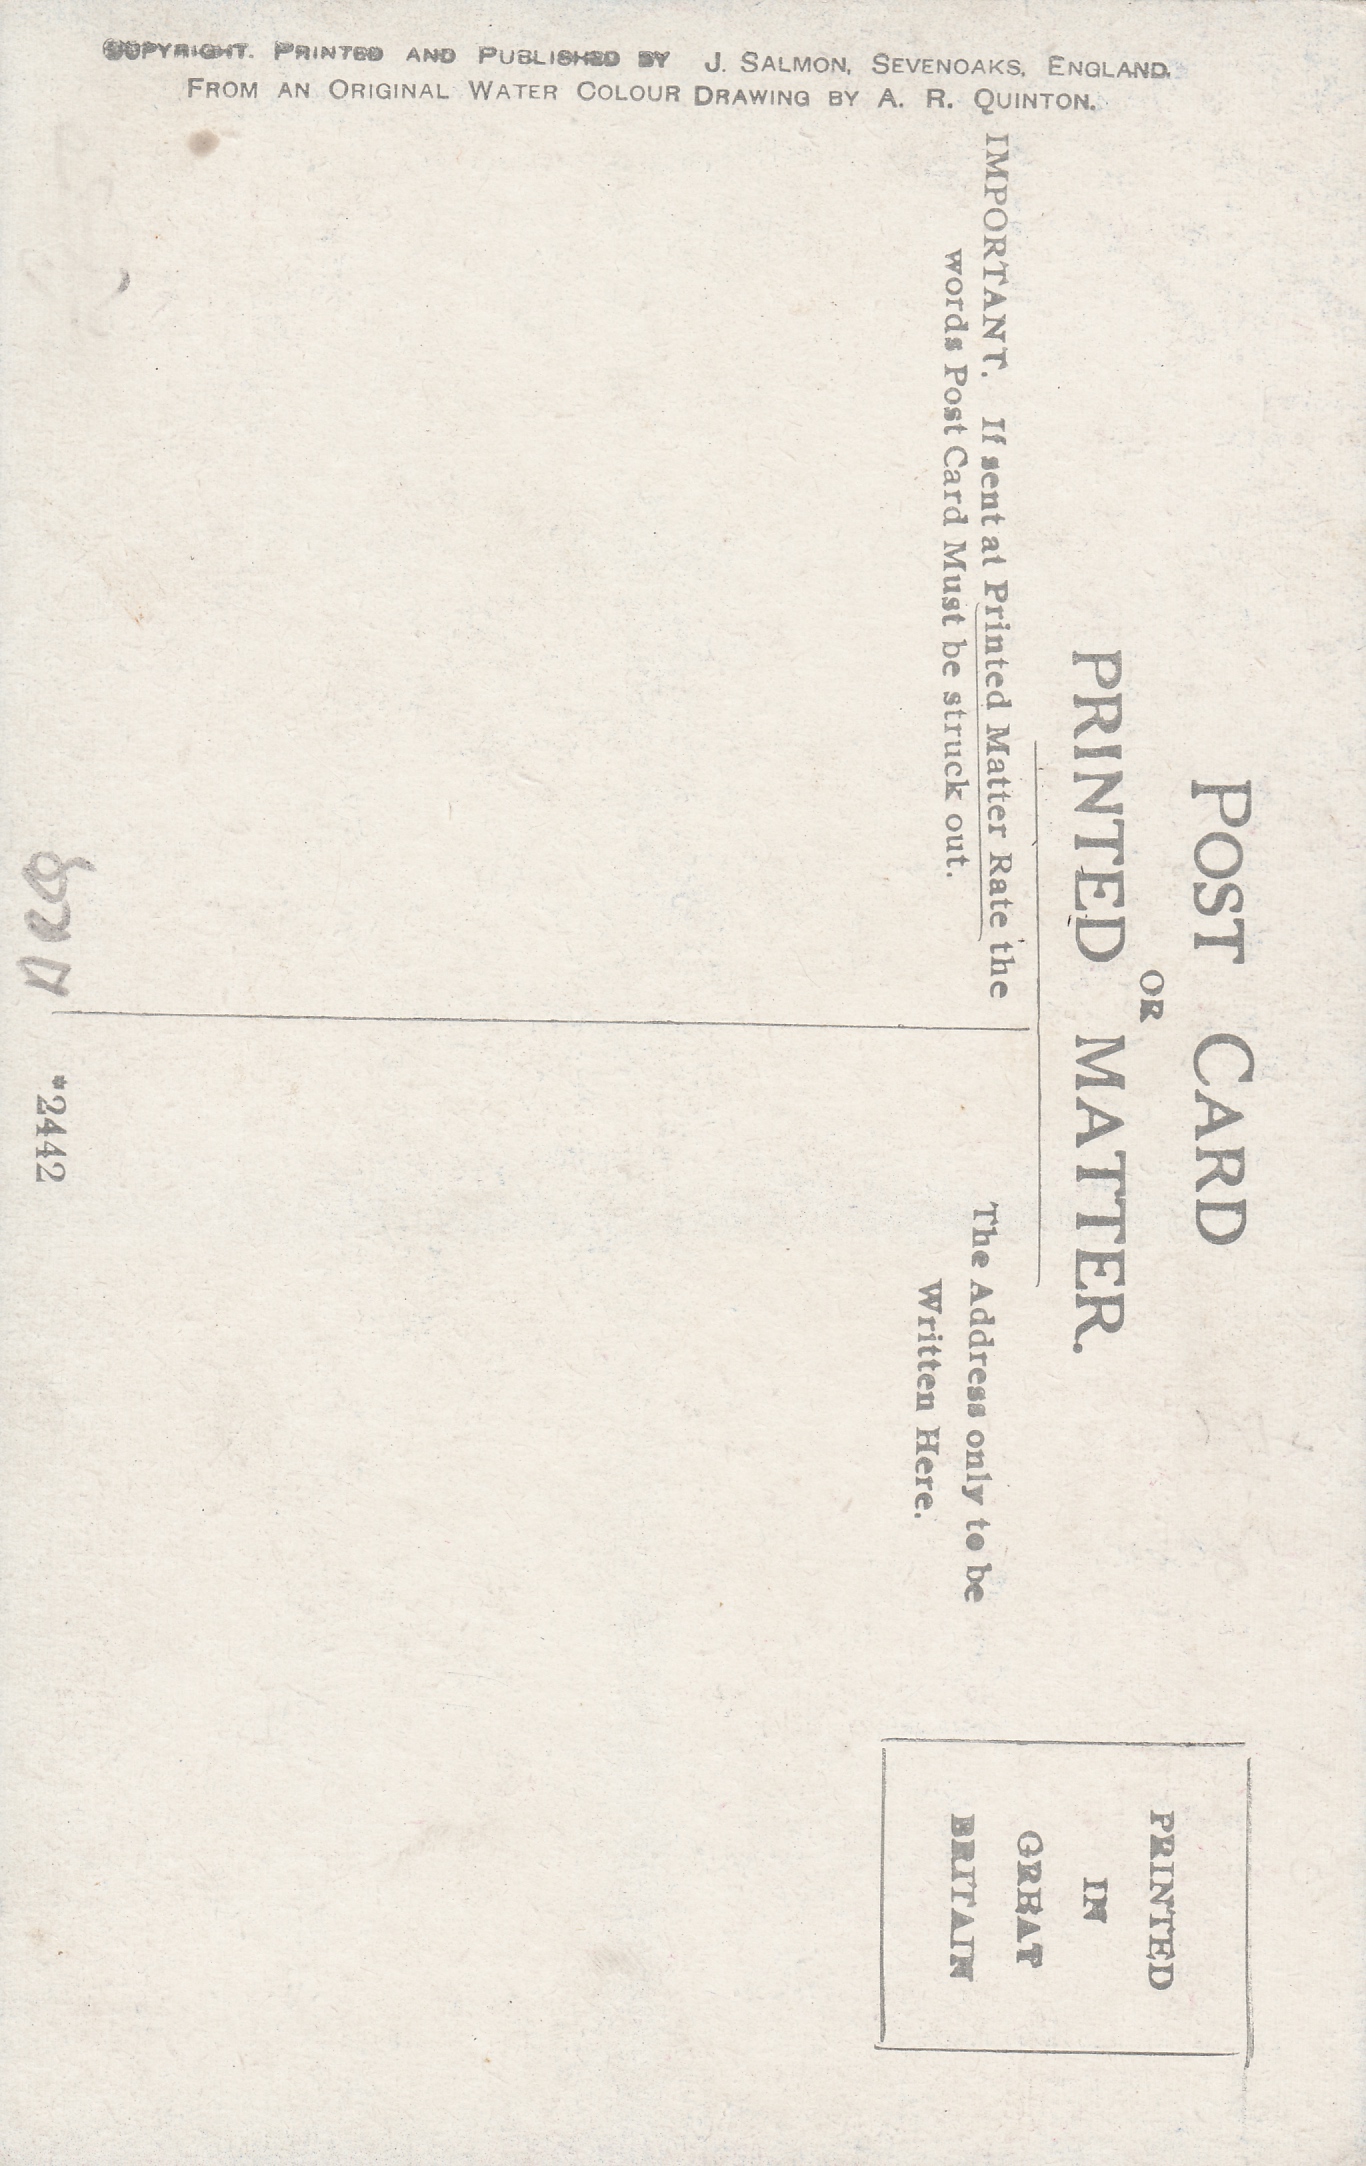 COPYRIGHT. PRINTED AND PUBLISHED BY J. SALMON, SEVENOAKS, ENGLAND.
FROM AN ORIGINAL WATER COLOUR DRAWING BY A. R. QUINTON.
POST CARD
OR
PRINTED MATTER.
IMPORTANT. If sent at Printed Matter Rate the
words Post Card Must be struck out.
The Address only to be
Written Here.
PRINTED
IN
GREAT
BRITAIN
*2442